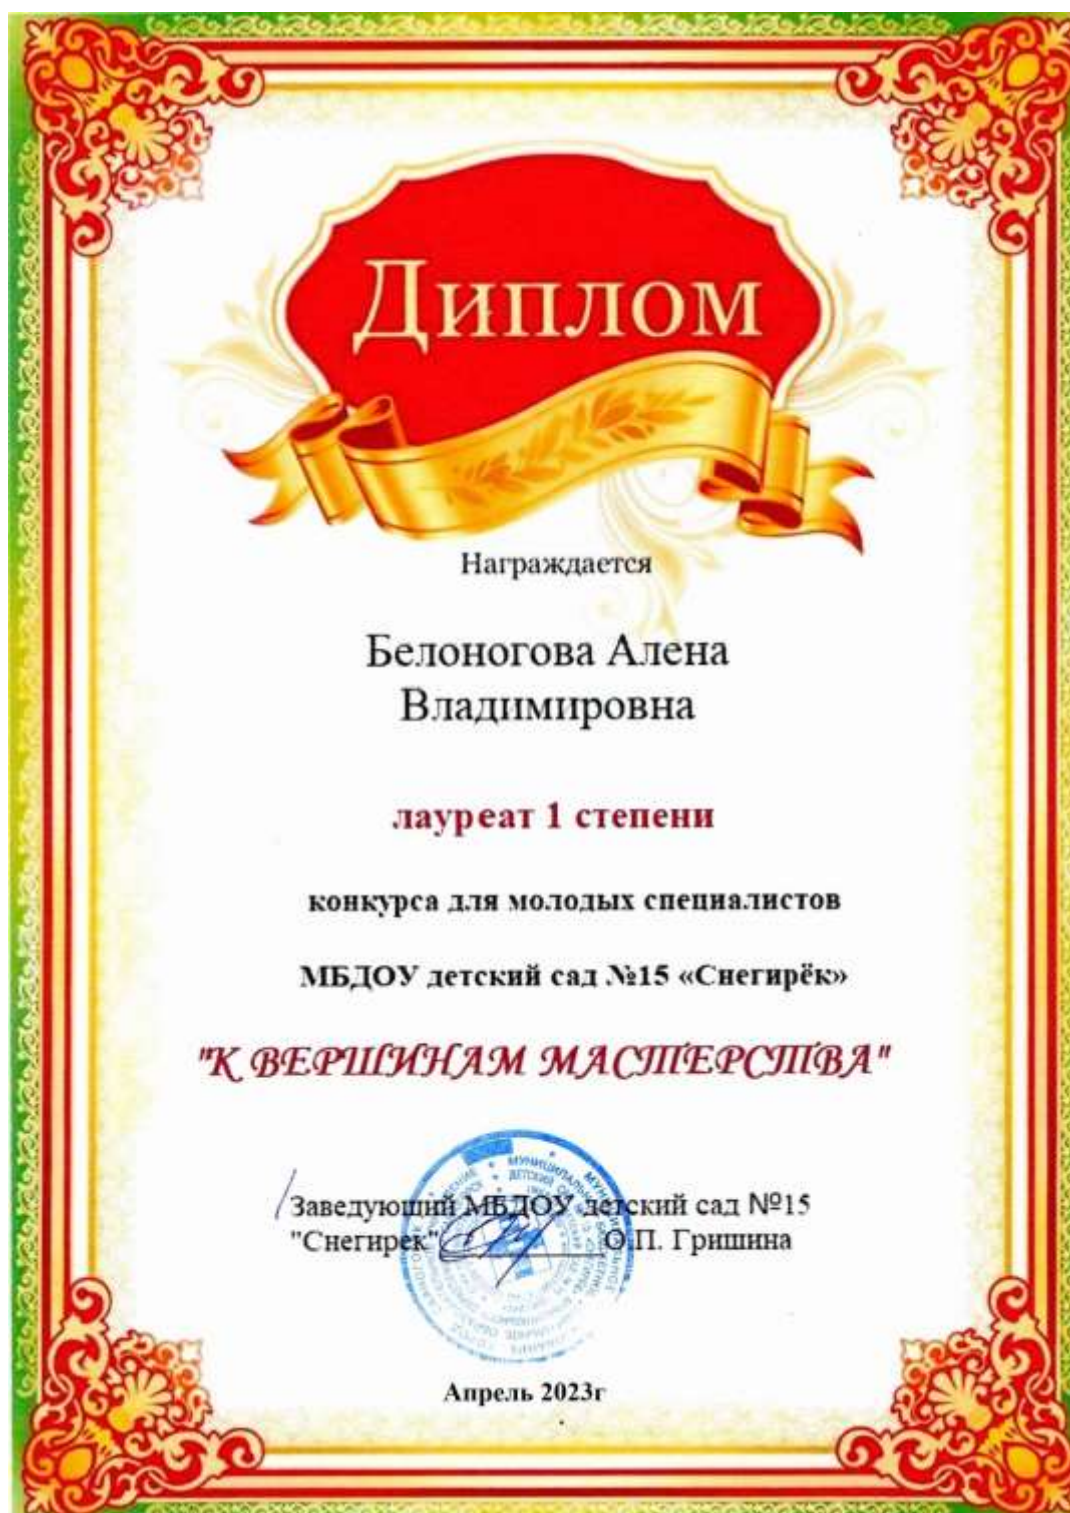 Диплом
Награждается
Белоногова Алена
Владимировна
лауреат 1 степени
конкурса для молодых специалистов
МБДОУ детский сад №15 «Снегирёк»
"К ВЕРШИНАМ МАСТЕРСТВА"
Заведующий МБДОУ детский сад №15
"Снегирек" О.П. Гришина
Апрель 2023г